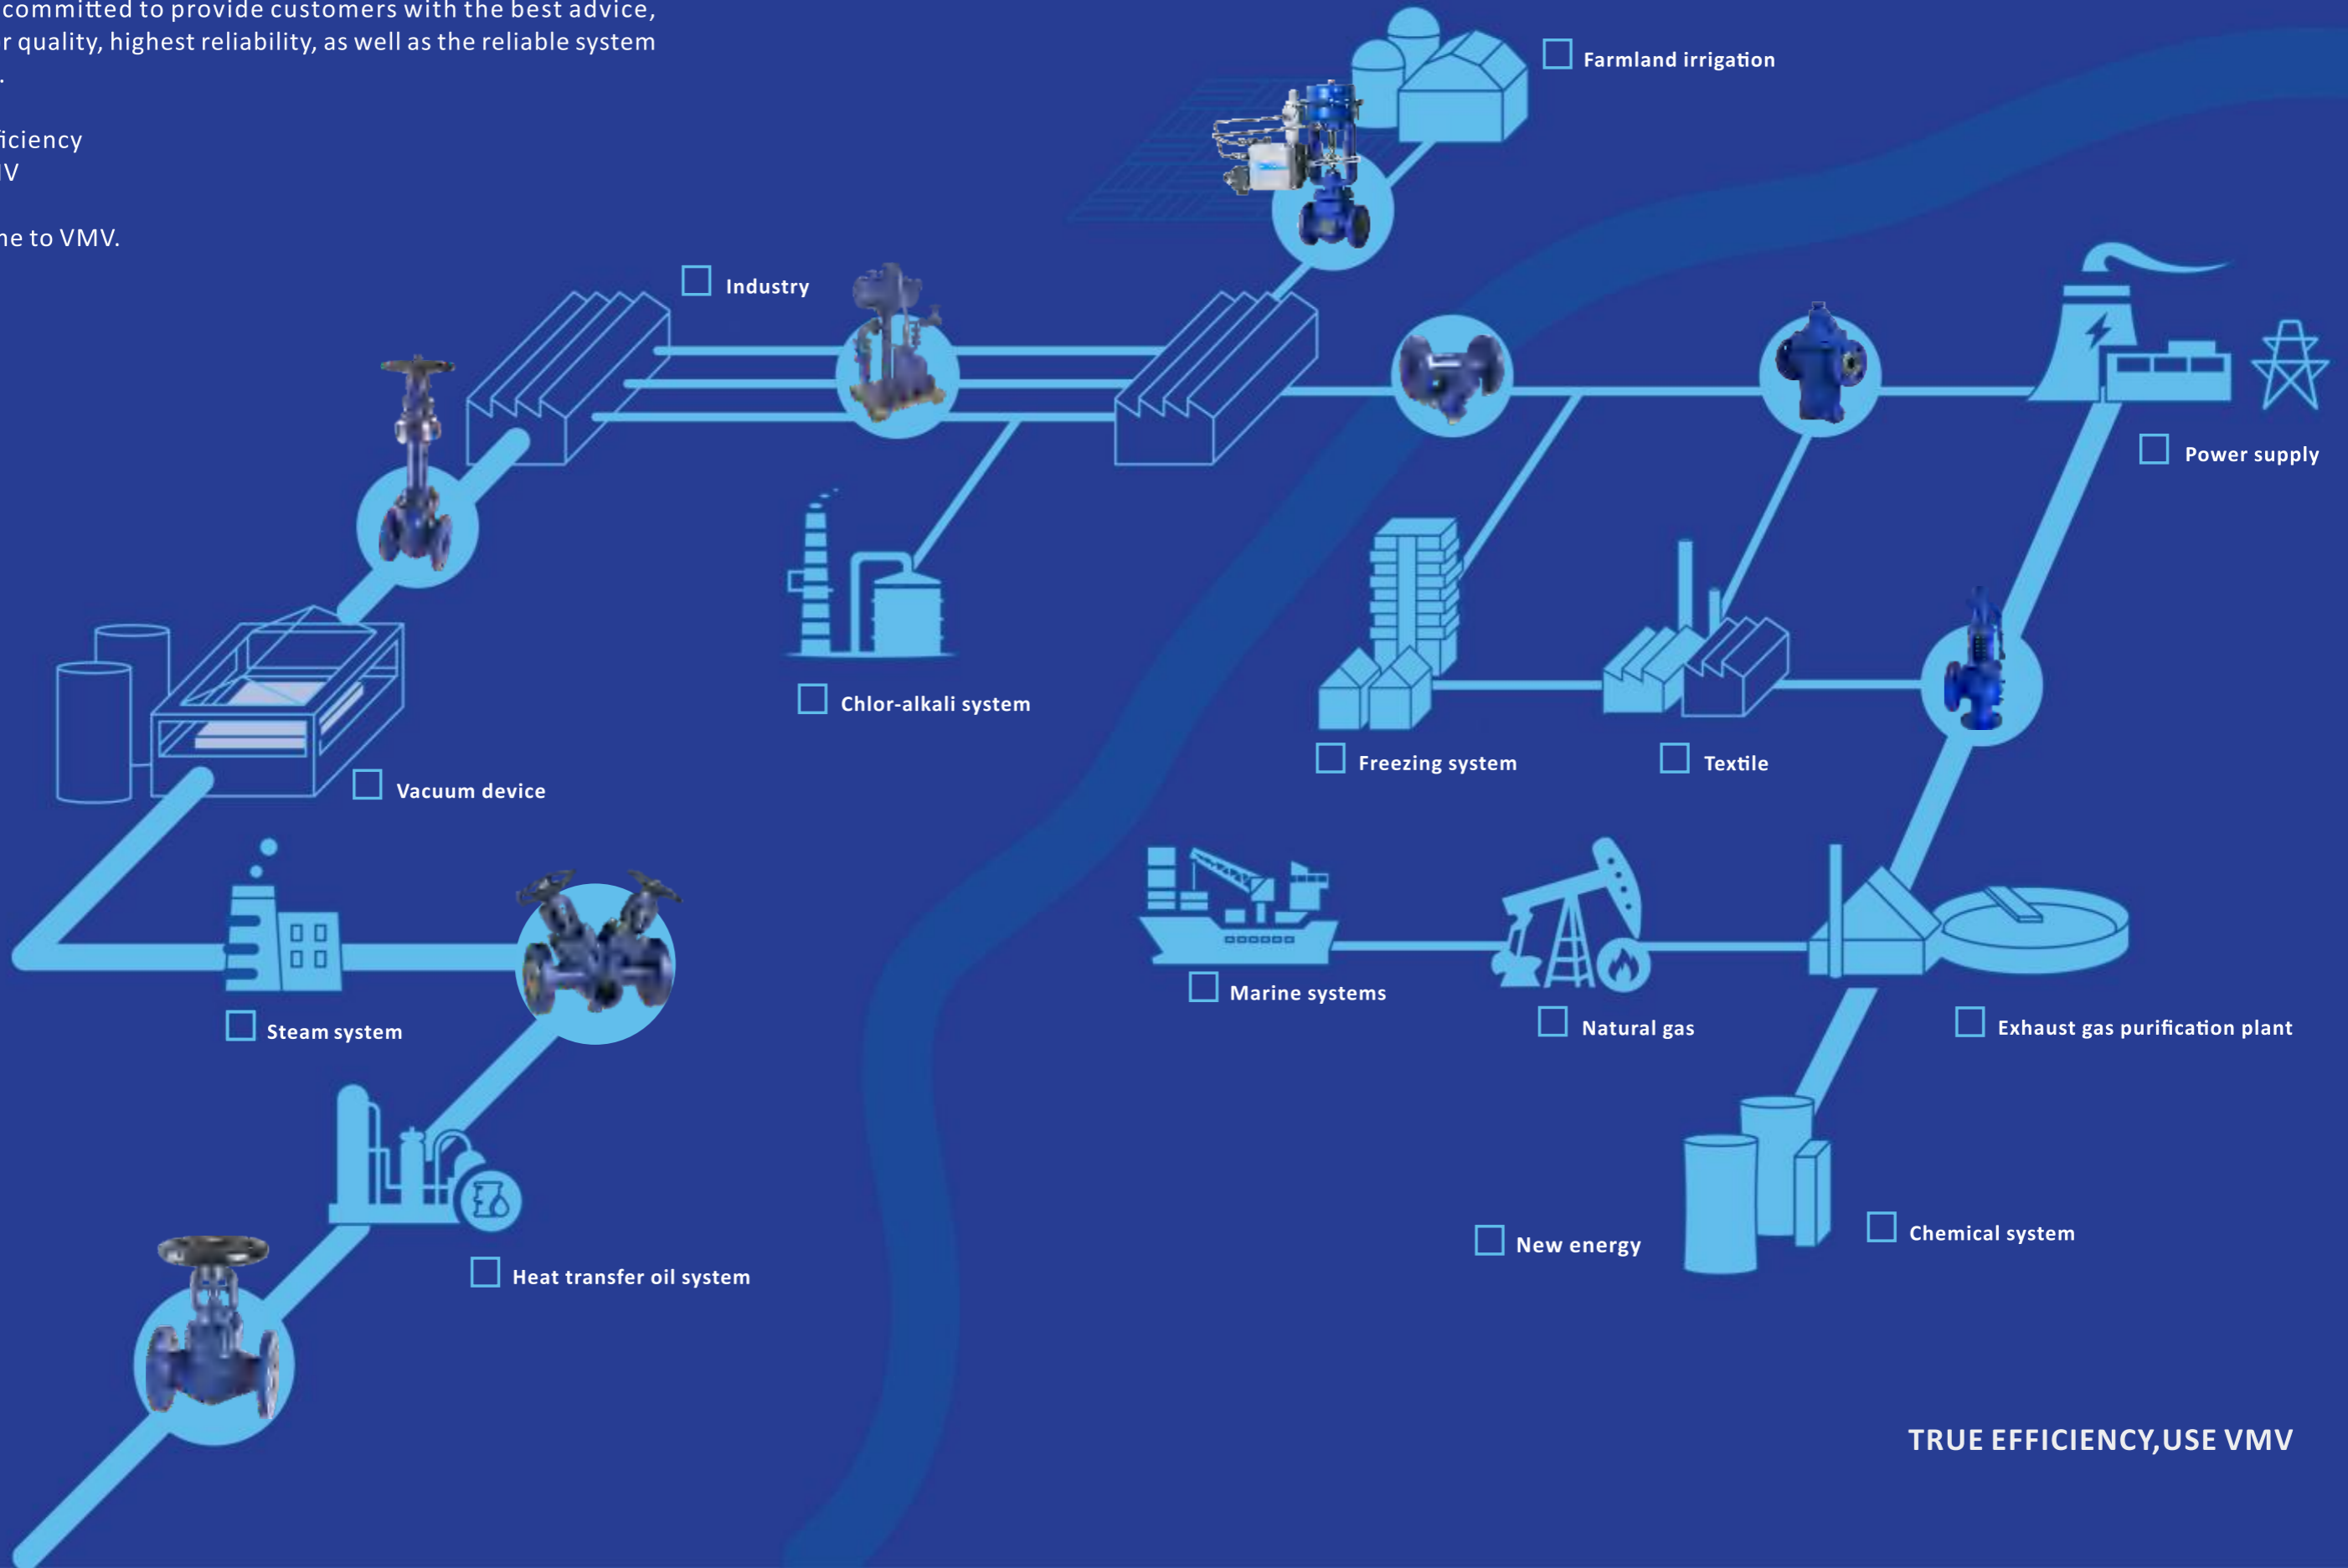 committed to provide customers with the best advice,
quality, highest reliability, as well as the reliable system
.
to VMV.
Farmland irrigation
Industry
Power supply
Chlor-alkali system
Freezing system
Textile
Vacuum device
Marine systems
Natural gas
Exhaust gas purification plant
Steam system
New energy
Chemical system
Heat transfer oil system
TRUE EFFICIENCY,USE VMV